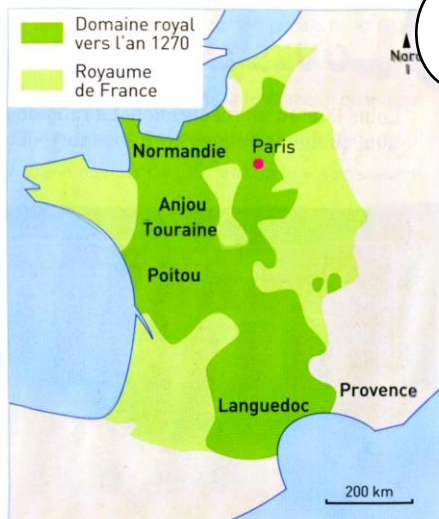 Domaine royal
vers l'an 1270
Royaume
de France
Nord
Normandie
Paris
Anjou
Touraine
Poitou
Provence
Languedoc
200 km